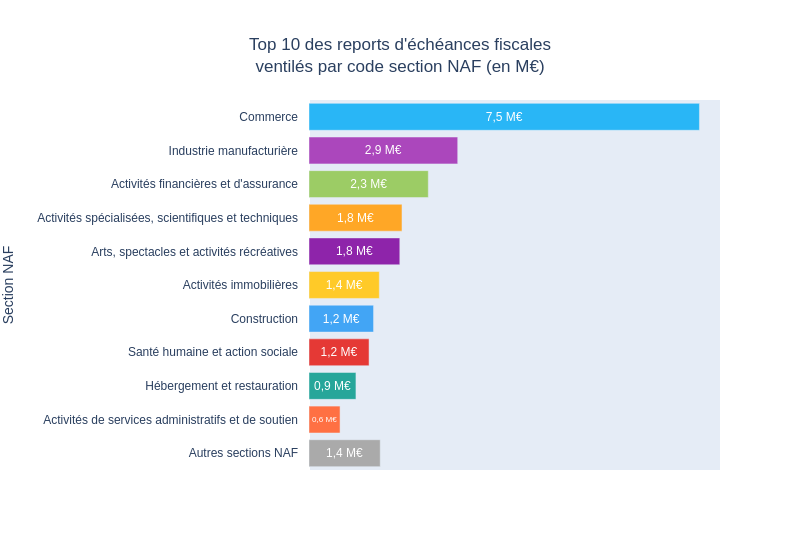 Top 10 des reports d'échéances fiscales
ventilés par code section NAF (en M€)
Section NAF
Commerce 7,5 M€
Industrie manufacturière 2,9 M€
Activités financières et d'assurance 2,3 M€
Activités spécialisées, scientifiques et techniques 1,8 M€
Arts, spectacles et activités récréatives 1,8 M€
Activités immobilières 1,4 M€
Construction 1,2 M€
Santé humaine et action sociale 1,2 M€
Hébergement et restauration 0,9 M€
Activités de services administratifs et de soutien 0,6 M€
Autres sections NAF 1,4 M€